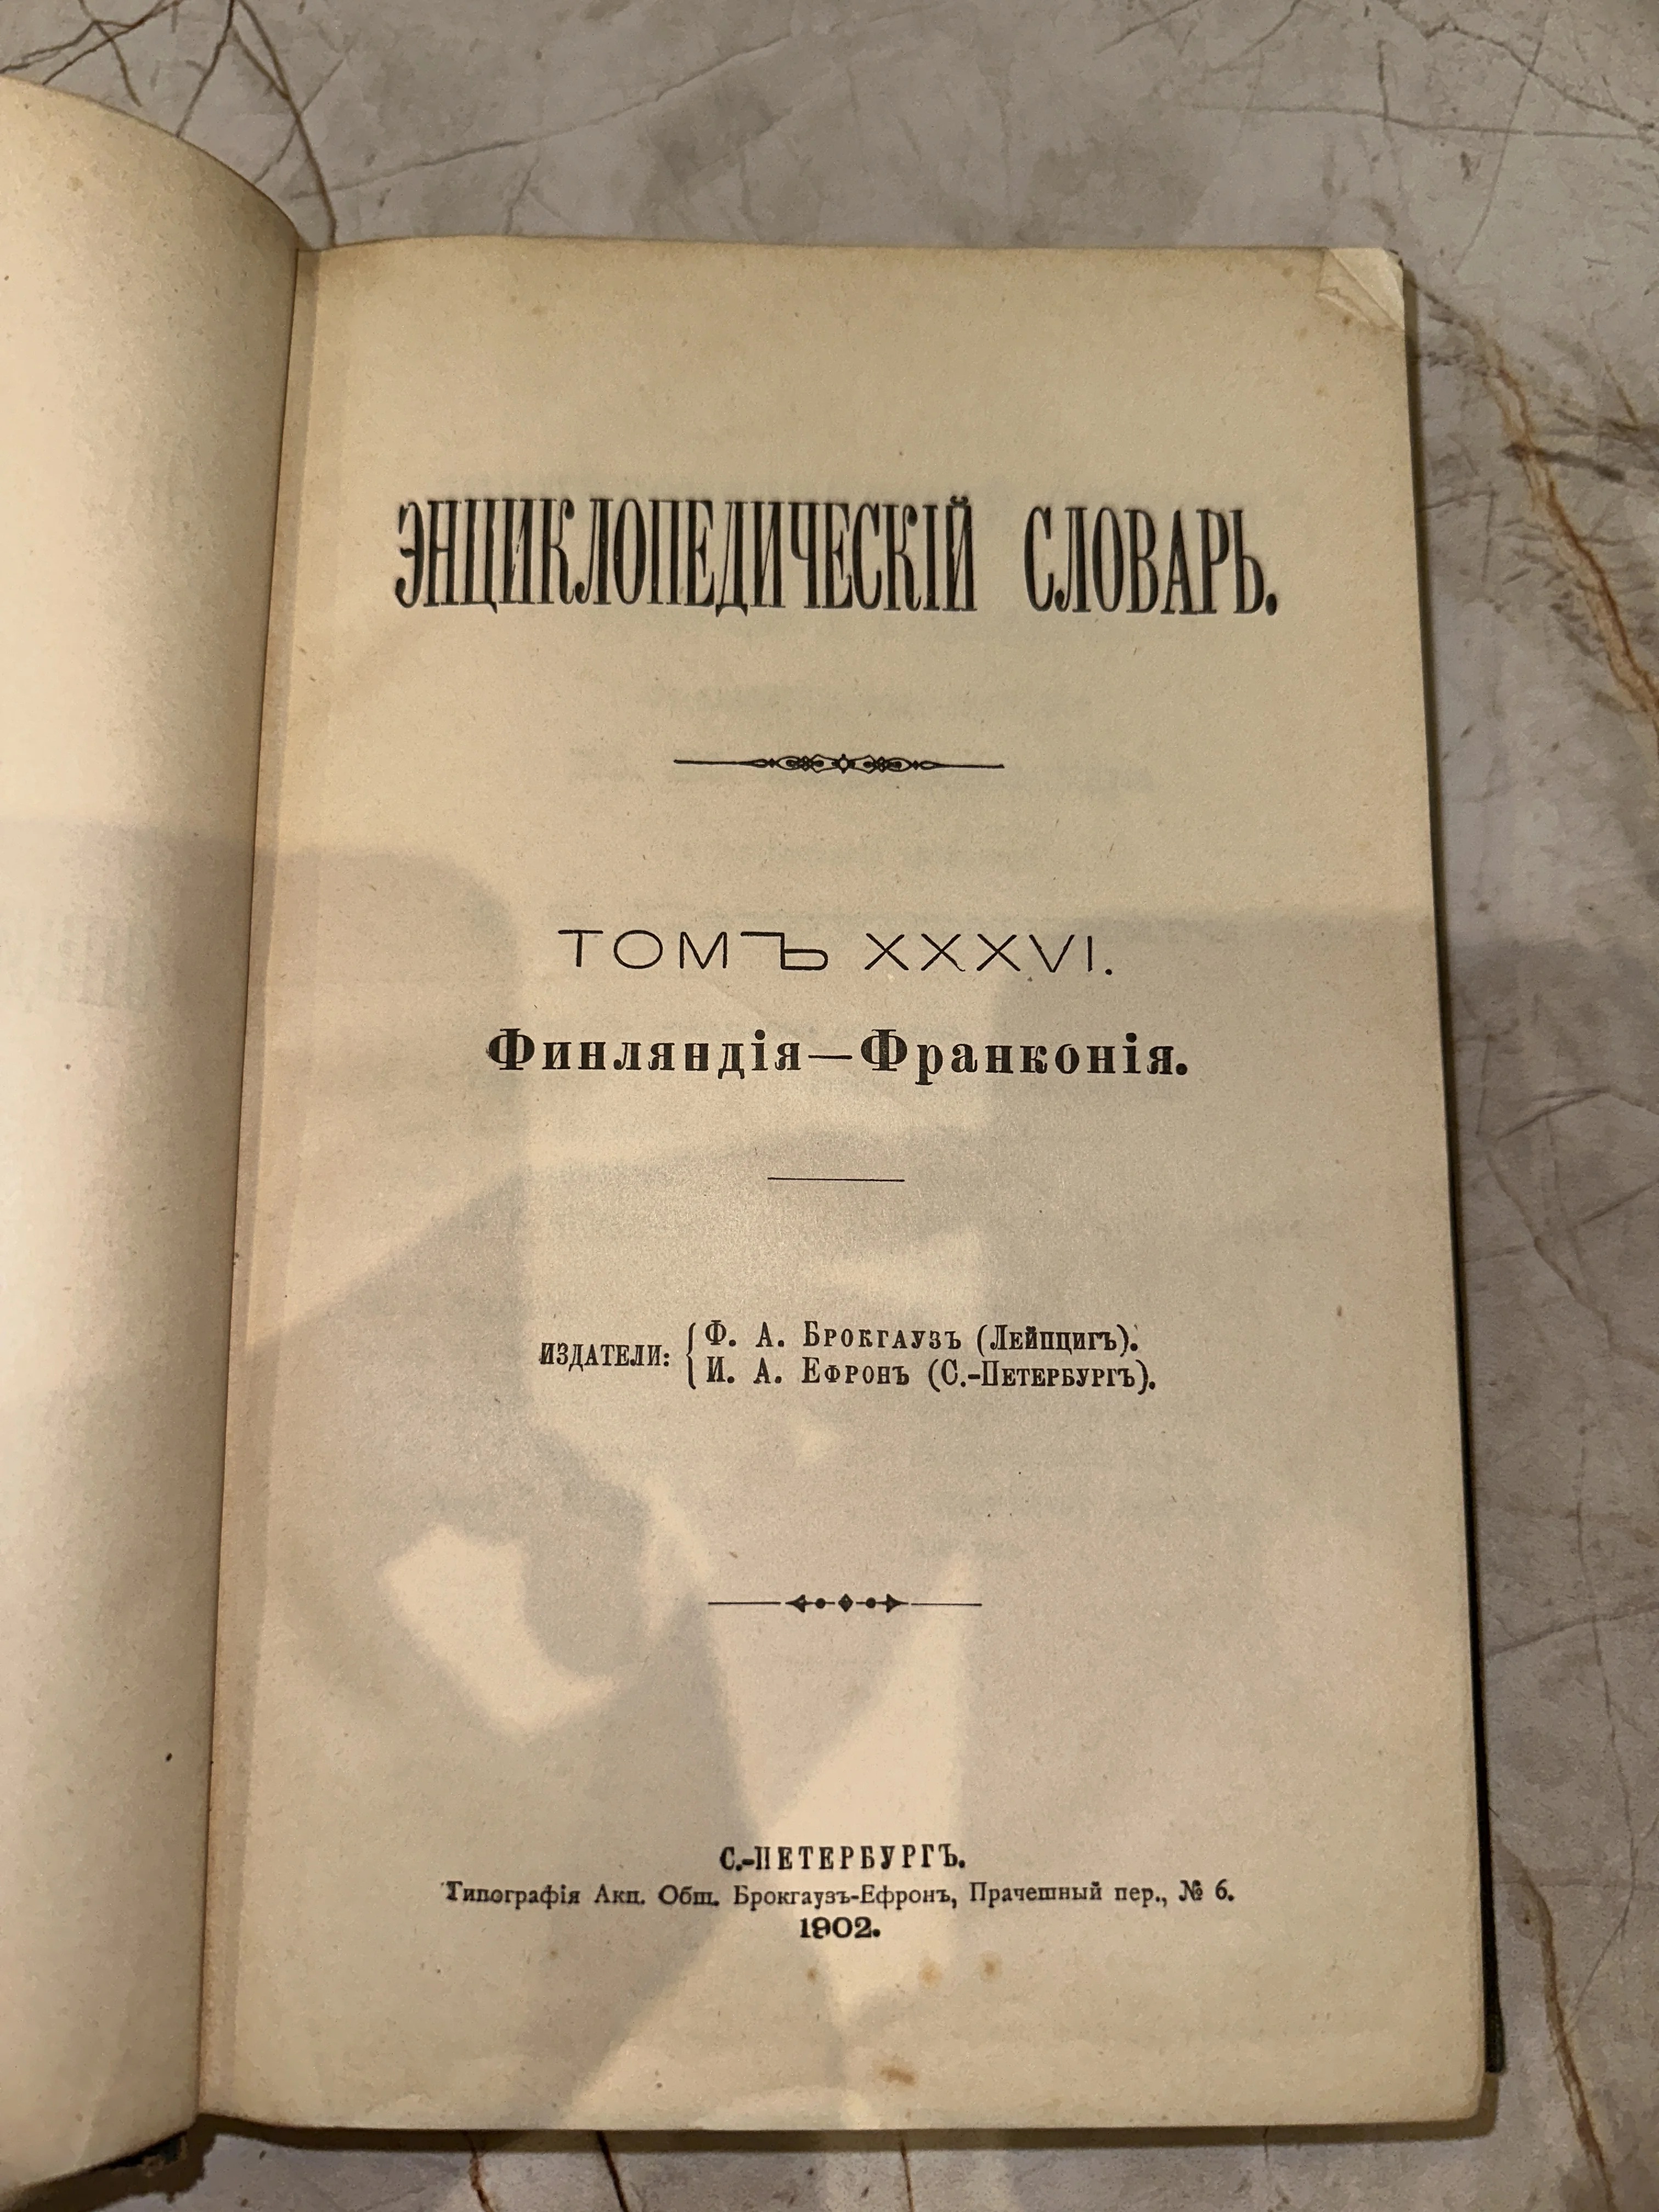 ЭНЦИКЛОПЕДИЧЕСКІЙ СЛОВАРЬ.
ТОМЪ XXXVI.
Финляндія—Франконія.
ИЗДАТЕЛИ: { Ф. А. БРОКГАУЗЪ (ЛЕЙПЦИГЪ).
И. А. ЕФРОНЪ (С.-ПЕТЕРБУРГЪ).
С.-ПЕТЕРБУРГЪ.
Типографія Акц. Общ. Брокгаузъ-Ефронъ, Прачешный пер., № 6.
1902.